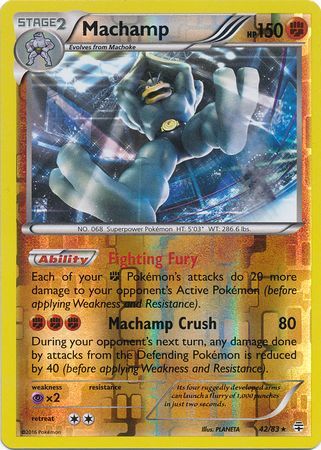 STAGE2
Machamp
HP150
Evolves from Machoke
NO. 068 Superpower Pokémon HT: 5'03" WT: 286.6 lbs.
Ability Fighting Fury
Each of your Pokémon's attacks do 20 more
damage to your opponent's Active Pokémon (before
applying Weakness and Resistance).
Machamp Crush 80
During your opponent's next turn, any damage
done by attacks from the Defending Pokémon is reduced
by 40 (before applying Weakness and Resistance).
weakness resistance
×2
retreat
Its four ruggedly developed arms
can launch a flurry of 1,000 punches
in just two seconds.
©2016 Pokémon
Illus. PLANETA
42/83★